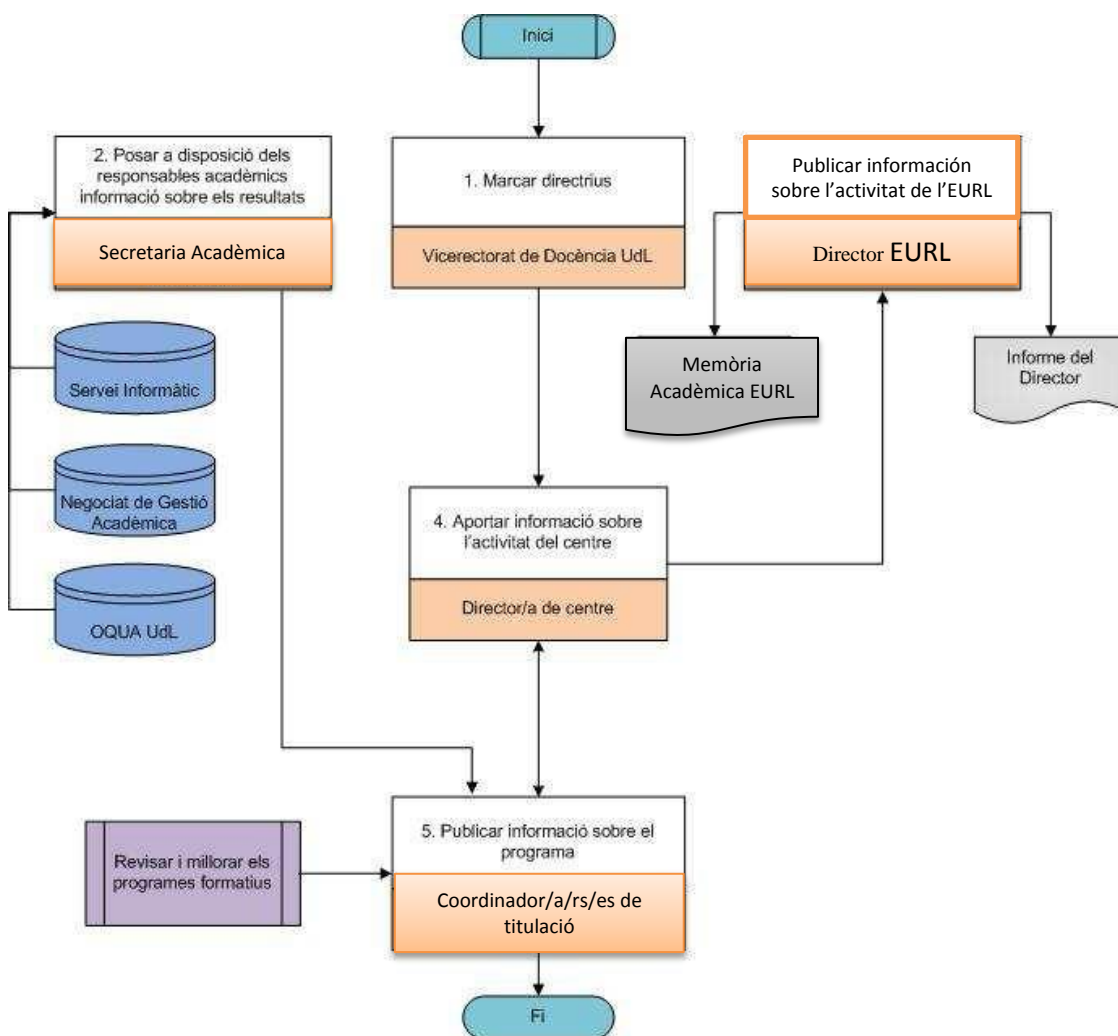 Inici
2. Posar a disposició dels
responsables acadèmics
informació sobre els resultats
Secretaria Acadèmica
1. Marcar directrius
Vicerectorat de Docència UdL
Publicar información
sobre l'activitat de l'EURL
Director EURL
Servei Informàtic
Negociat de Gestió
Acadèmica
OQUA UdL
Memòria
Acadèmica EURL
Informe del
Director
4. Aportar informació sobre
l'activitat del centre
Director/a de centre
5. Publicar informació sobre el
programa
Coordinador/a/rs/es de
titulació
Revisar i millorar els
programes formatius
Fi